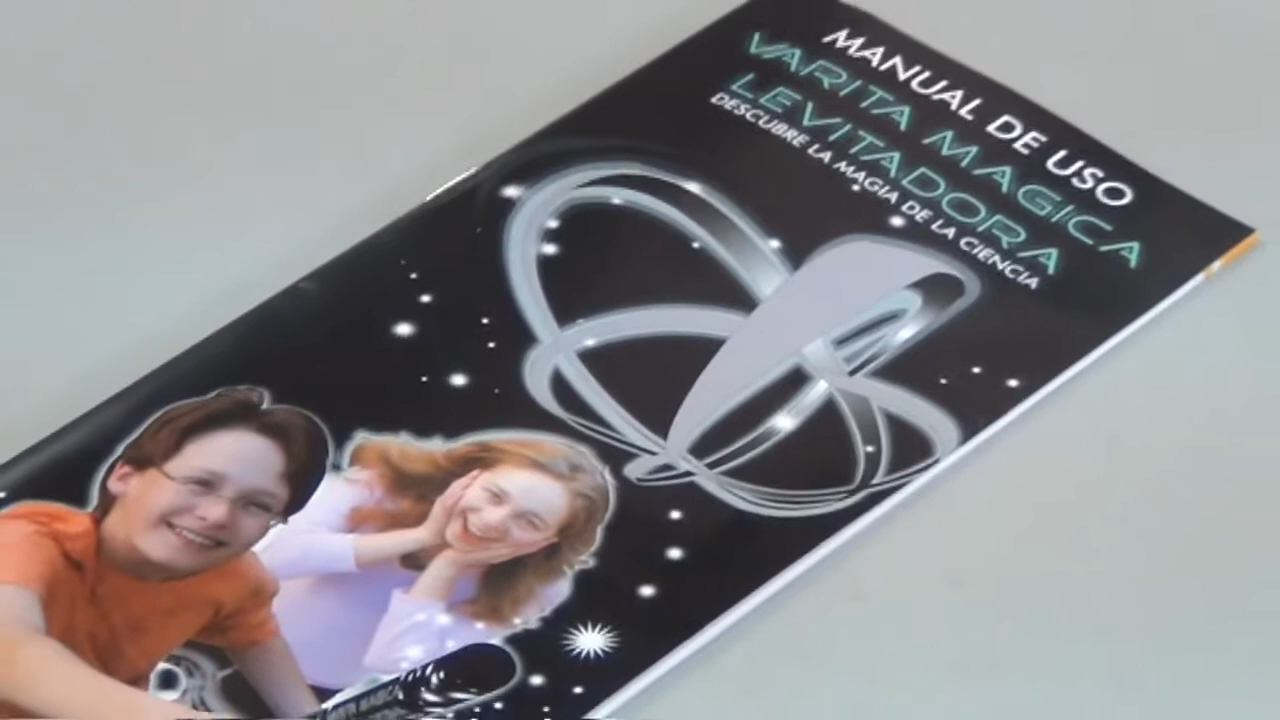 MANUAL DE USO
VARITA MAGICA
LEVITADORA
DESCUBRE LA MAGIA DE LA CIENCIA